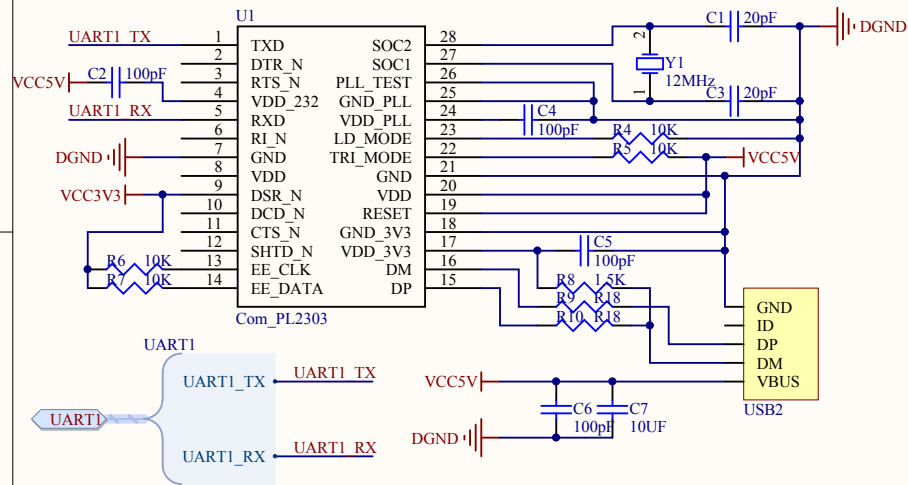 U1
C1 20pF
DGND
UART1_TX 1 TXD SOC2 28
2 DTR_N SOC1 27 2
Y1
VCC5V C2 100pF 3 RTS_N PLL_TEST 26 12MHz
4 VDD_232 GND_PLL 25 1 C3 20pF
UART1_RX 5 RXD VDD_PLL 24 C4 100pF
6 RI_N LD_MODE 23 R4 10K
DGND 7 GND TRI_MODE 22 R5 10K VCC5V
8 VDD GND 21
VCC3V3 9 DSR_N VDD 20
10 DCD_N RESET 19
11 CTS_N GND_3V3 18
12 SHTD_N VDD_3V3 17 C5 100pF
R6 10K 13 EE_CLK DM 16
R7 10K 14 EE_DATA DP 15 R8 1.5K
R9 R18
R10 R18
Com_PL2303
GND
ID
DP
DM
VBUS
USB2
UART1
UART1_TX UART1_TX
UART1
UART1_RX UART1_RX
VCC5V
C6 C7
100pF 10UF
DGND